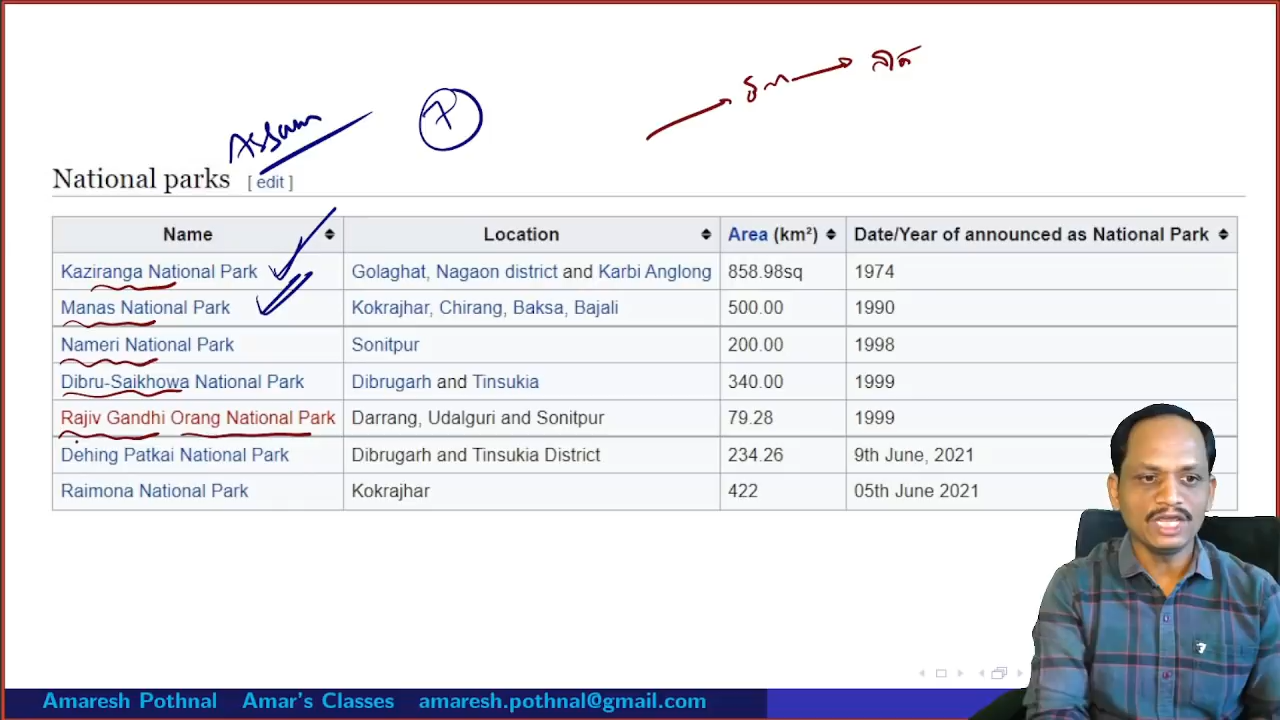 Assam
7
National parks [ edit ]
Name Location Area (km²) Date/Year of announced as National Park
Kaziranga National Park Golaghat, Nagaon district and Karbi Anglong 858.98sq 1974
Manas National Park Kokrajhar, Chirang, Baksa, Bajali 500.00 1990
Nameri National Park Sonitpur 200.00 1998
Dibru-Saikhowa National Park Dibrugarh and Tinsukia 340.00 1999
Rajiv Gandhi Orang National Park Darrang, Udalguri and Sonitpur 79.28 1999
Dehing Patkai National Park Dibrugarh and Tinsukia District 234.26 9th June, 2021
Raimona National Park Kokrajhar 422 05th June 2021
Amaresh Pothnal Amar's Classes amaresh.pothnal@gmail.com